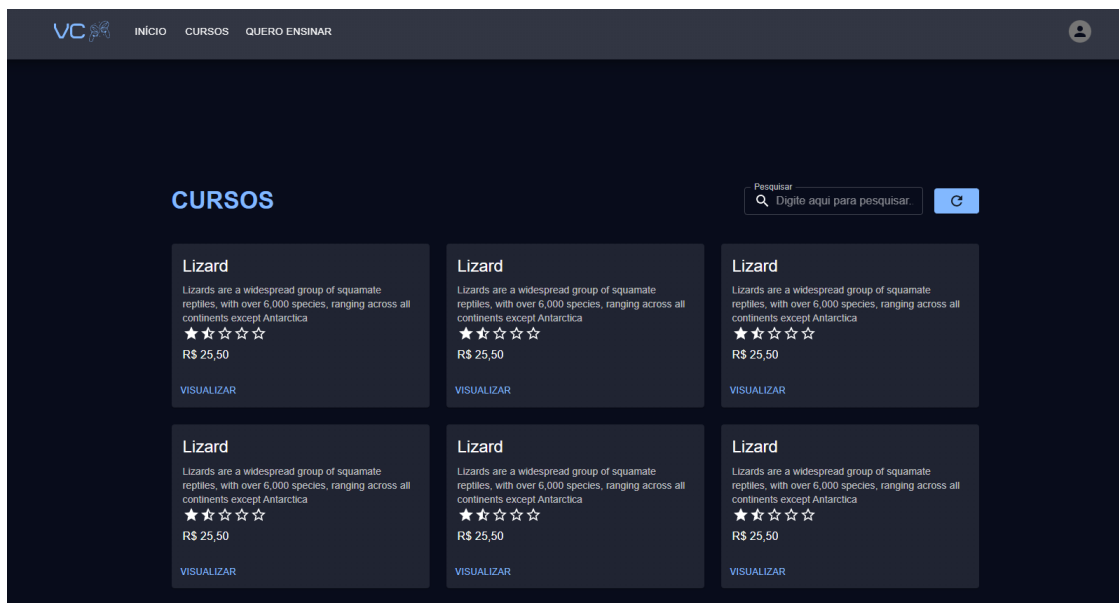 VC
INÍCIO CURSOS QUERO ENSINAR
CURSOS
Pesquisar
Digite aqui para pesquisar..
Lizard
Lizards are a widespread group of squamate
reptiles, with over 6,000 species, ranging across all
continents except Antarctica
R$ 25,50
VISUALIZAR
Lizard
Lizards are a widespread group of squamate
reptiles, with over 6,000 species, ranging across all
continents except Antarctica
R$ 25,50
VISUALIZAR
Lizard
Lizards are a widespread group of squamate
reptiles, with over 6,000 species, ranging across all
continents except Antarctica
R$ 25,50
VISUALIZAR
Lizard
Lizards are a widespread group of squamate
reptiles, with over 6,000 species, ranging across all
continents except Antarctica
R$ 25,50
VISUALIZAR
Lizard
Lizards are a widespread group of squamate
reptiles, with over 6,000 species, ranging across all
continents except Antarctica
R$ 25,50
VISUALIZAR
Lizard
Lizards are a widespread group of squamate
reptiles, with over 6,000 species, ranging across all
continents except Antarctica
R$ 25,50
VISUALIZAR